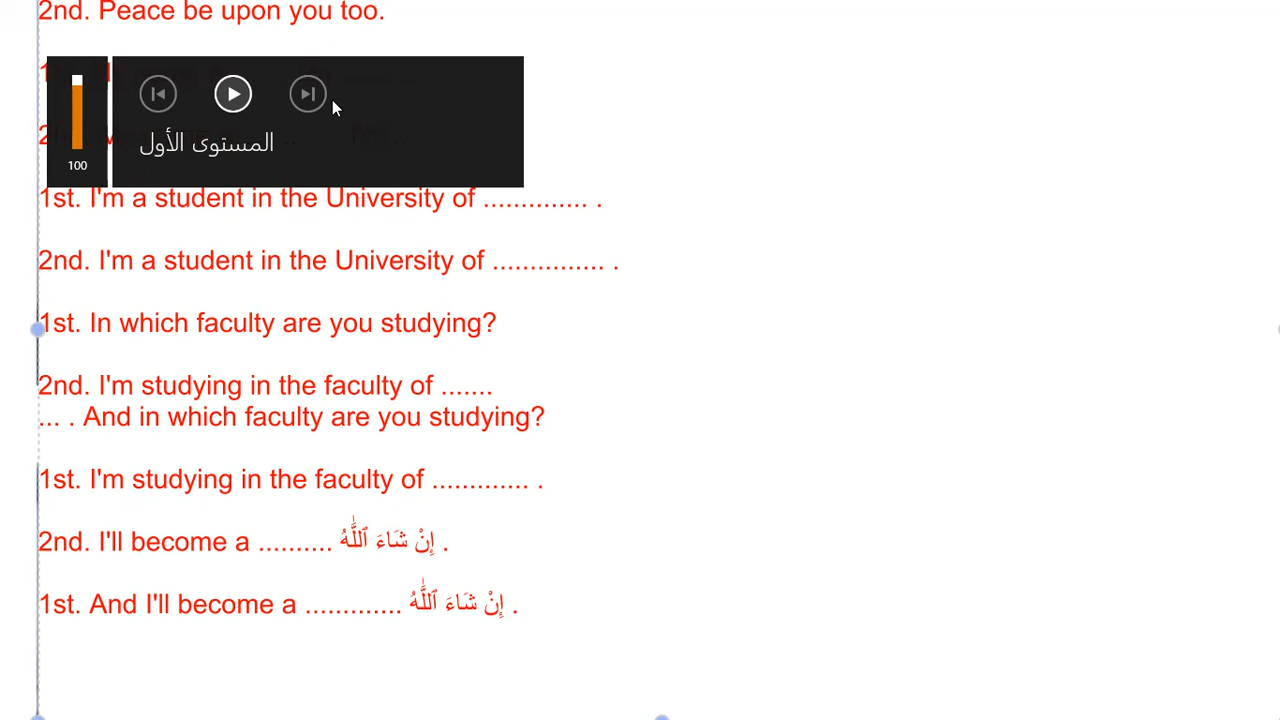 2nd. Peace be upon you too.
100
المستوى الأول
1st. I'm a student in the University of .............. .
2nd. I'm a student in the University of ............... .
1st. In which faculty are you studying?
2nd. I'm studying in the faculty of .......
... . And in which faculty are you studying?
1st. I'm studying in the faculty of ............. .
2nd. I'll become a .......... إِنْ شَاءَ ٱللَّٰهُ .
1st. And I'll become a ............. إِنْ شَاءَ ٱللَّٰهُ .